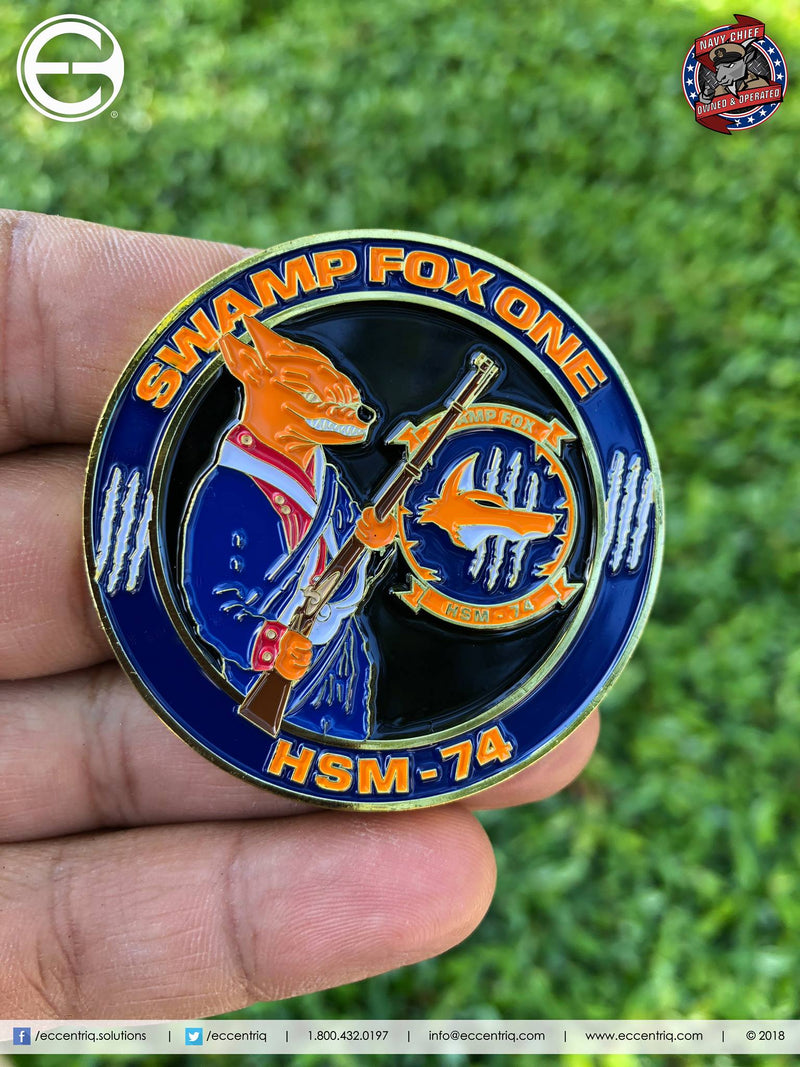 NAVY CHIEF
OWNED & OPERATED
SWAMP FOX ONE
SWAMP FOX
HSM - 74
HSM - 74
/eccentriq.solutions | /eccentriq | 1.800.432.0197 | info@eccentriq.com | www.eccentriq.com | © 2018